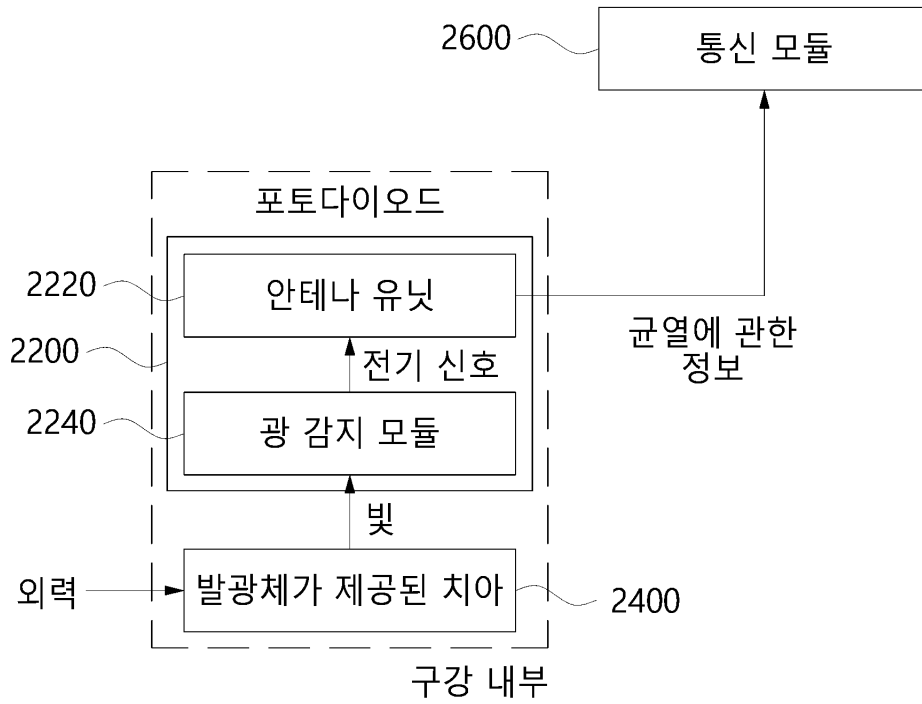 2600
통신 모듈
포토다이오드
2220
안테나 유닛
2200
전기 신호
균열에 관한
정보
2240
광 감지 모듈
빛
외력
발광체가 제공된 치아
2400
구강 내부